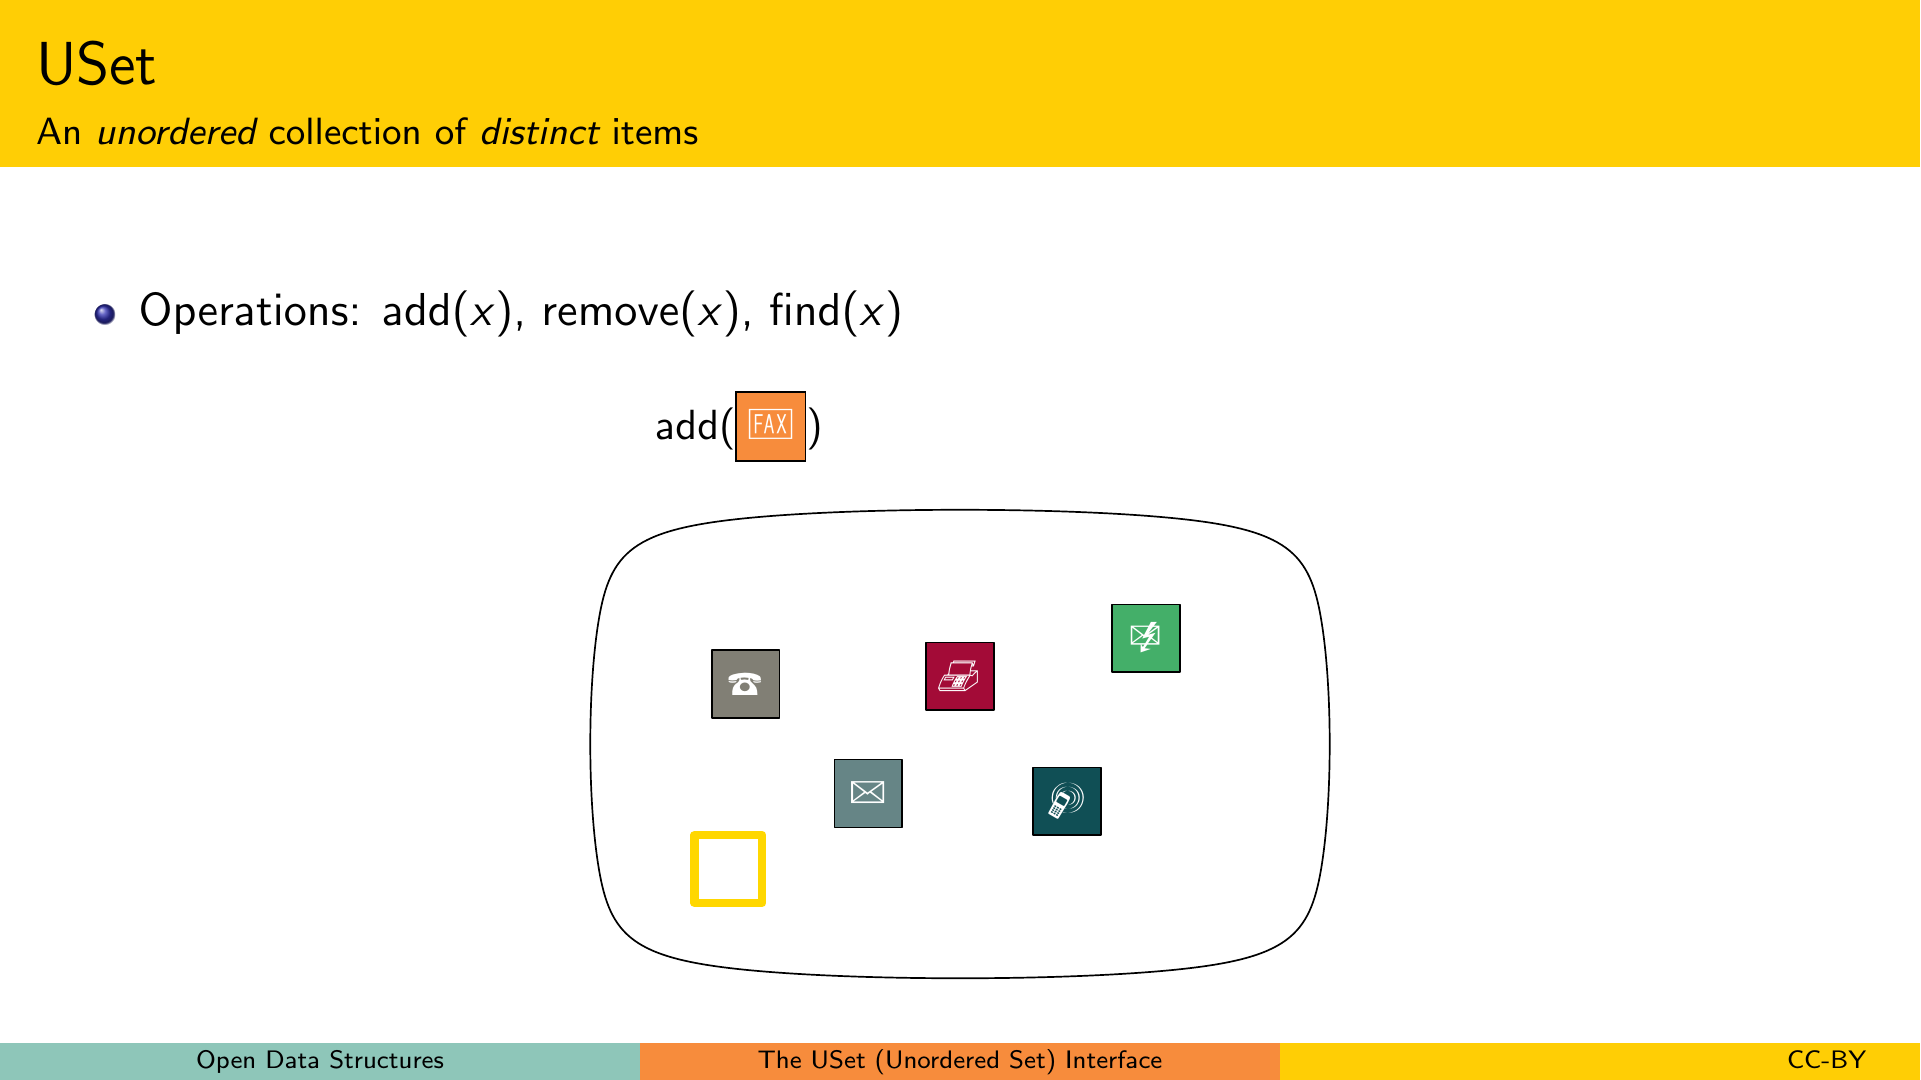 USet
An unordered collection of distinct items
Operations: add(x), remove(x), find(x)
add(FAX)
Open Data Structures
The USet (Unordered Set) Interface
CC-BY